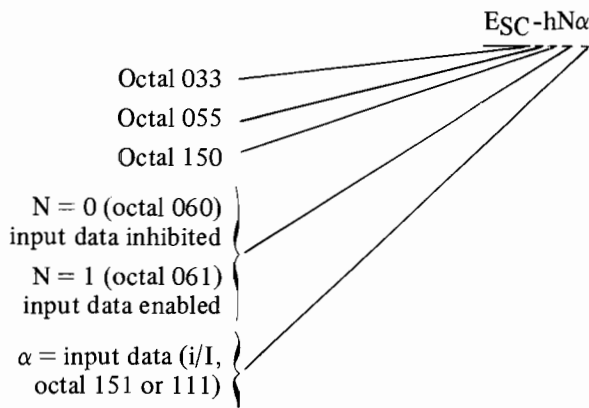 ESC-hNα
Octal 033
Octal 055
Octal 150
N = 0 (octal 060)
input data inhibited
N = 1 (octal 061)
input data enabled
α = input data (i/I,
octal 151 or 111)